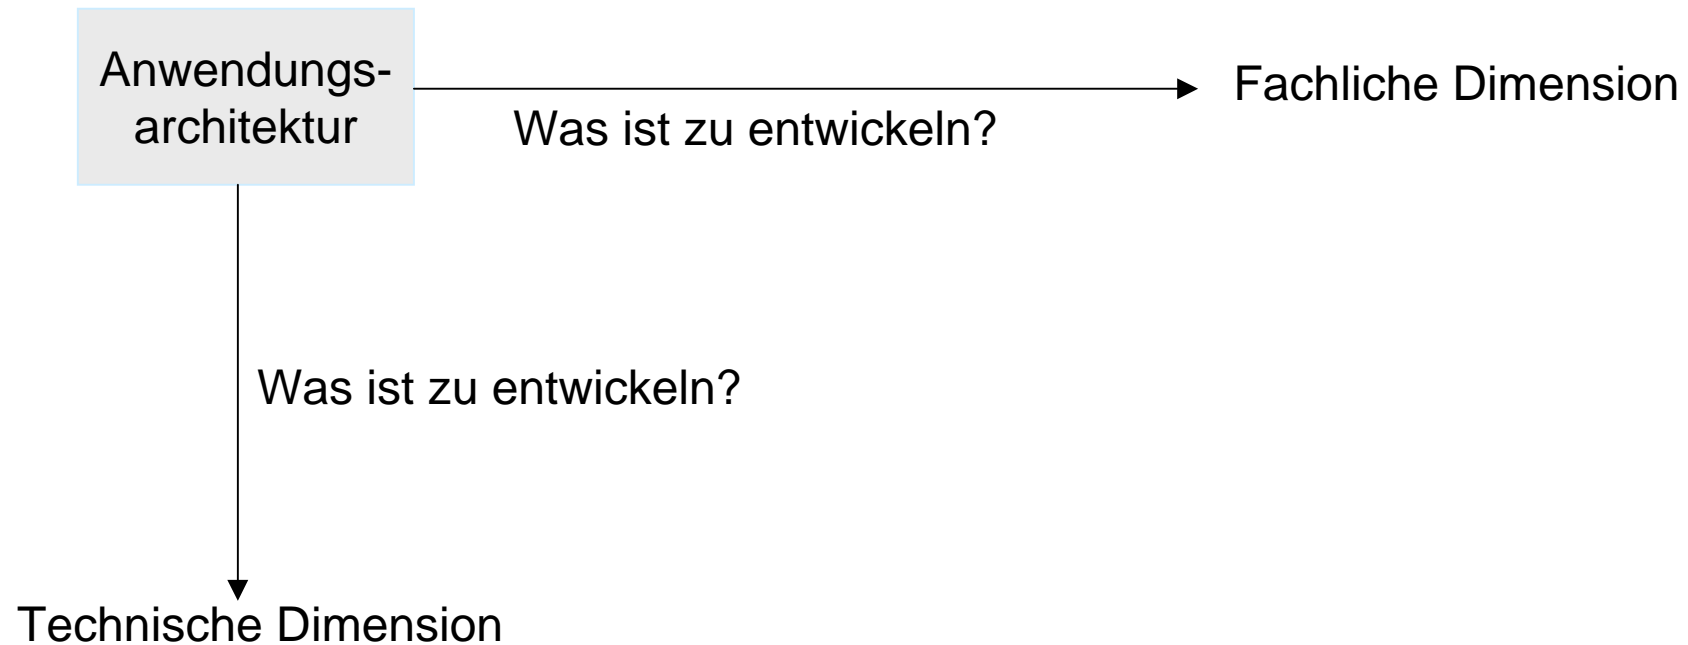 Anwendungs-
architektur
Fachliche Dimension
Was ist zu entwickeln?
Was ist zu entwickeln?
Technische Dimension